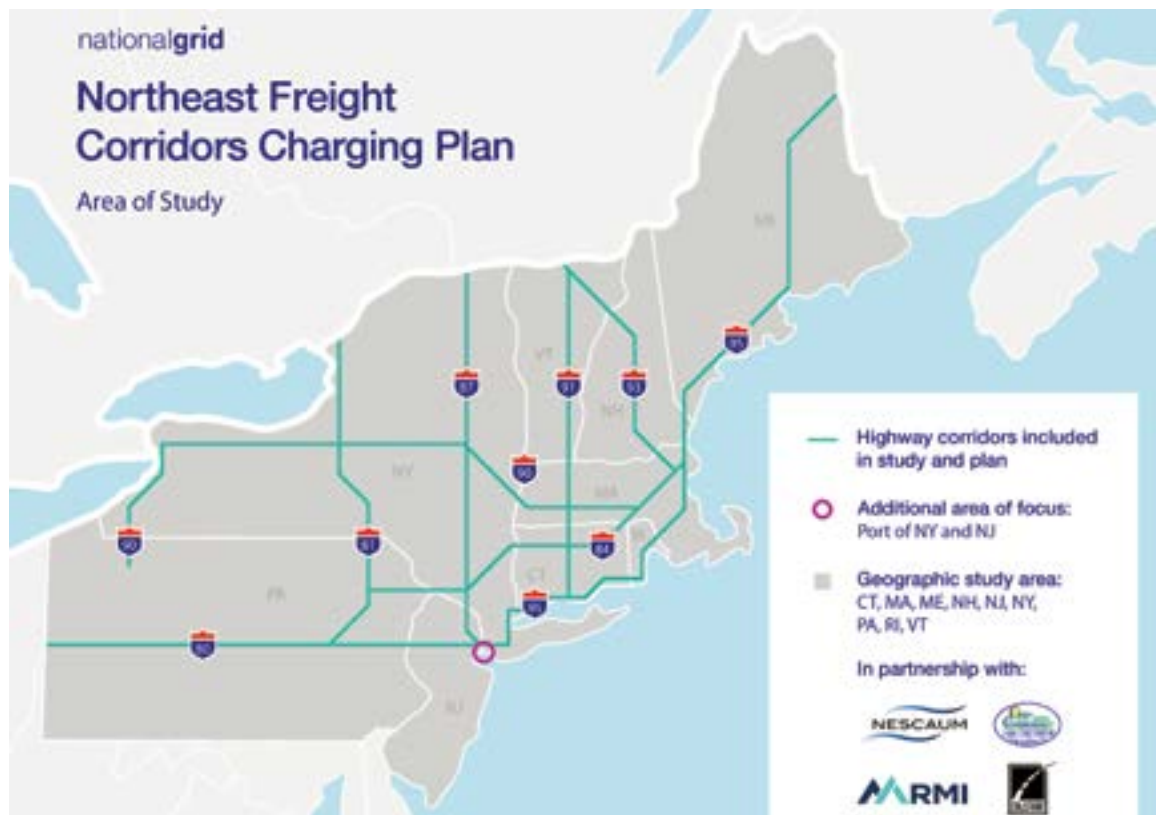 nationalgrid
Northeast Freight
Corridors Charging Plan
Area of Study
ME
95
87
VT
91
93
NH
90
NY
MA
90
81
84
PA
CT
95
80
NJ
Highway corridors included
in study and plan
Additional area of focus:
Port of NY and NJ
Geographic study area:
CT, MA, ME, NH, NJ, NY,
PA, RI, VT
In partnership with:
NESCAUM
RMI